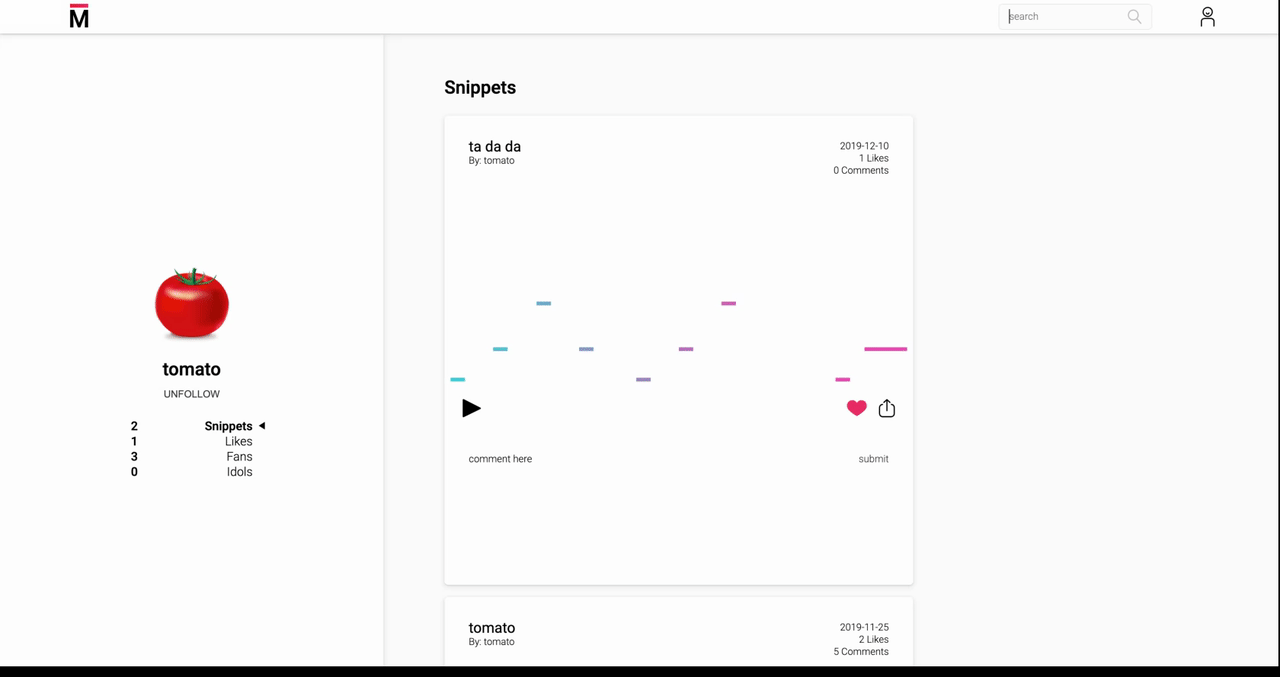 M
search
tomato
UNFOLLOW
2 Snippets
1 Likes
3 Fans
0 Idols
Snippets
ta da da
By: tomato
2019-12-10
1 Likes
0 Comments
comment here
submit
tomato
By: tomato
2019-11-25
2 Likes
5 Comments